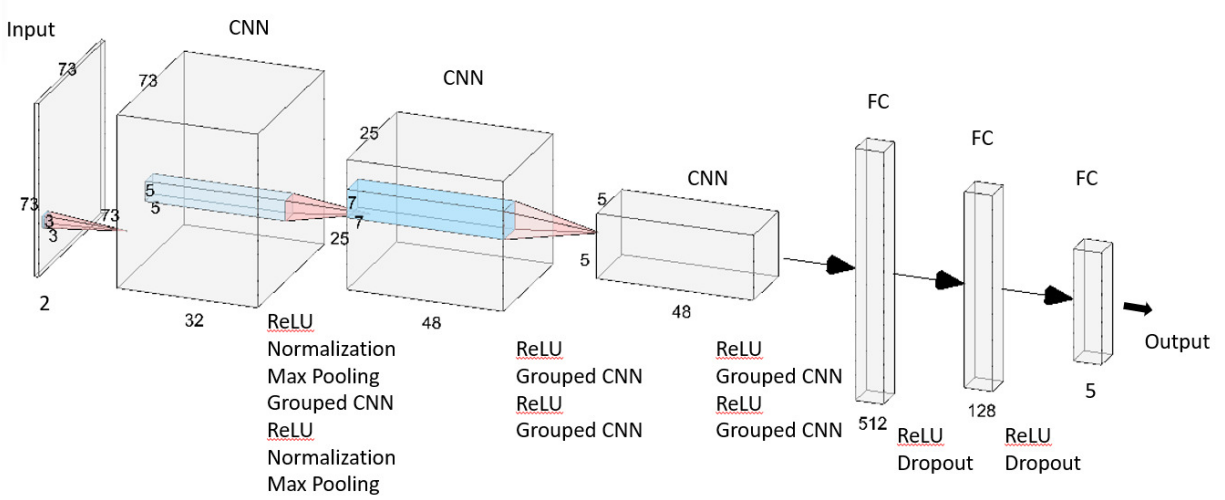 Input
CNN
CNN
CNN
FC
FC
FC
73
73
73
73
3
3
2
5
5
32
25
25
7
7
48
5
5
48
512
128
5
Output
ReLU
Normalization
Max Pooling
Grouped CNN
ReLU
Normalization
Max Pooling
ReLU
Grouped CNN
ReLU
Grouped CNN
ReLU
Grouped CNN
ReLU
Grouped CNN
ReLU
Dropout
ReLU
Dropout